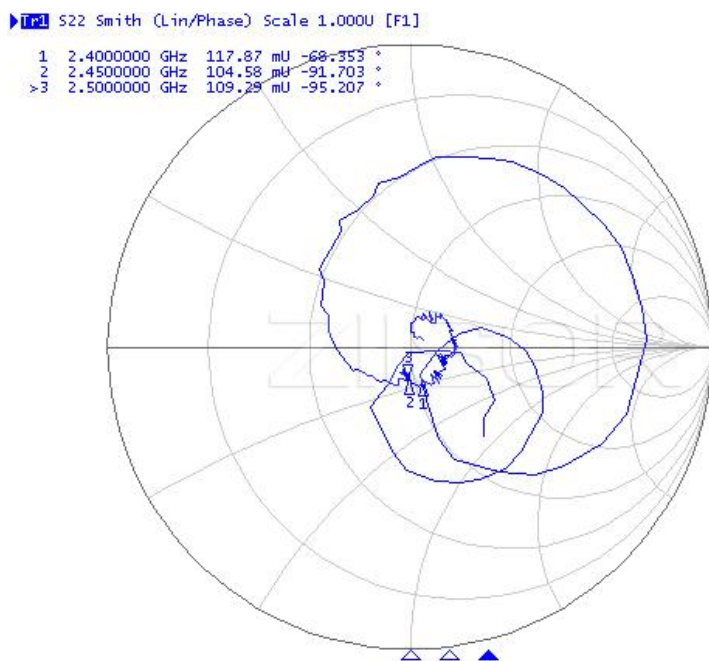 Tr1 S22 Smith (Lin/Phase) Scale 1.000U [F1]
1 2.4000000 GHz 117.87 mU -68.353 °
2 2.4500000 GHz 104.58 mU -91.703 °
>3 2.5000000 GHz 109.29 mU -95.207 °
3
2 1